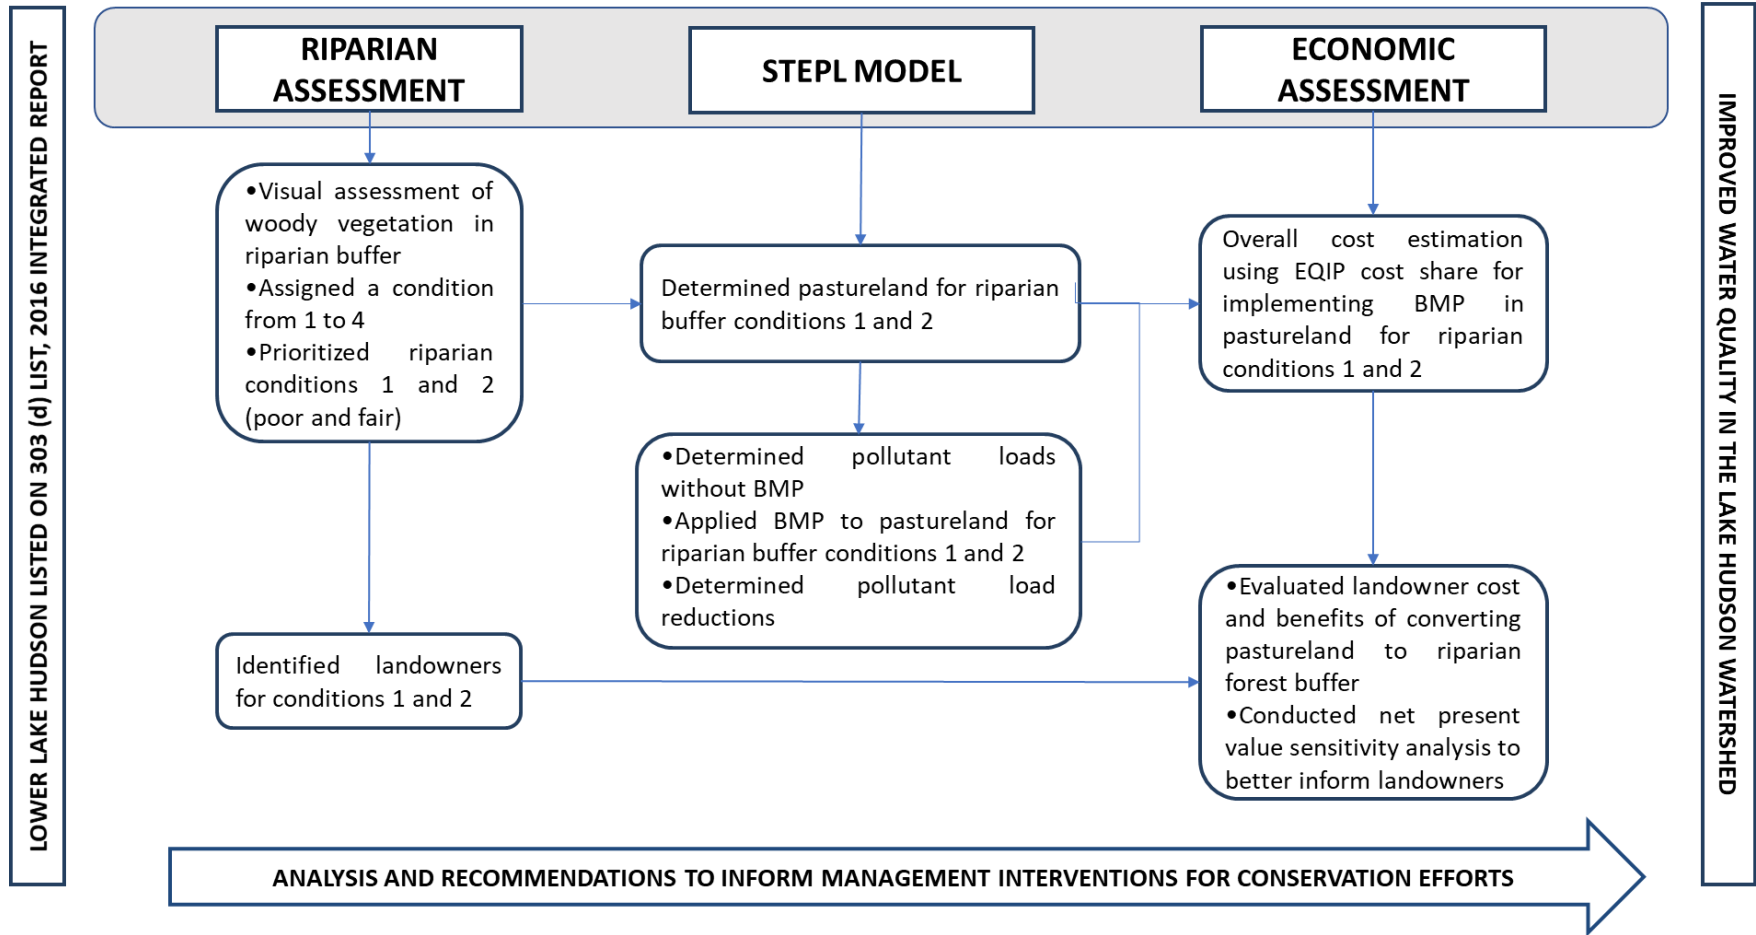 LOWER LAKE HUDSON LISTED ON 303 (d) LIST, 2016 INTEGRATED REPORT
RIPARIAN
ASSESSMENT
•Visual assessment of
woody vegetation in
riparian buffer
•Assigned a condition
from 1 to 4
•Prioritized riparian
conditions 1 and 2
(poor and fair)
Identified landowners
for conditions 1 and 2
STEPL MODEL
Determined pastureland for riparian
buffer conditions 1 and 2
•Determined pollutant loads
without BMP
•Applied BMP to pastureland for
riparian buffer conditions 1 and 2
•Determined pollutant load
reductions
ECONOMIC
ASSESSMENT
Overall cost estimation
using EQIP cost share for
implementing BMP in
pastureland for riparian
conditions 1 and 2
•Evaluated landowner cost
and benefits of converting
pastureland to riparian
forest buffer
•Conducted net present
value sensitivity analysis to
better inform landowners
ANALYSIS AND RECOMMENDATIONS TO INFORM MANAGEMENT INTERVENTIONS FOR CONSERVATION EFFORTS
IMPROVED WATER QUALITY IN THE LAKE HUDSON WATERSHED